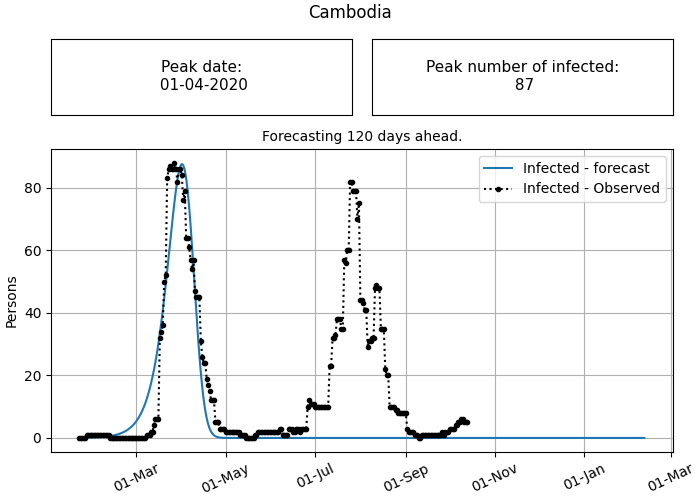 Cambodia
Peak date:
01-04-2020
Peak number of infected:
87
Forecasting 120 days ahead.
Infected - forecast
Infected - Observed
Persons
80
60
40
20
0
01-Mar
01-May
01-Jul
01-Sep
01-Nov
01-Jan
01-Mar